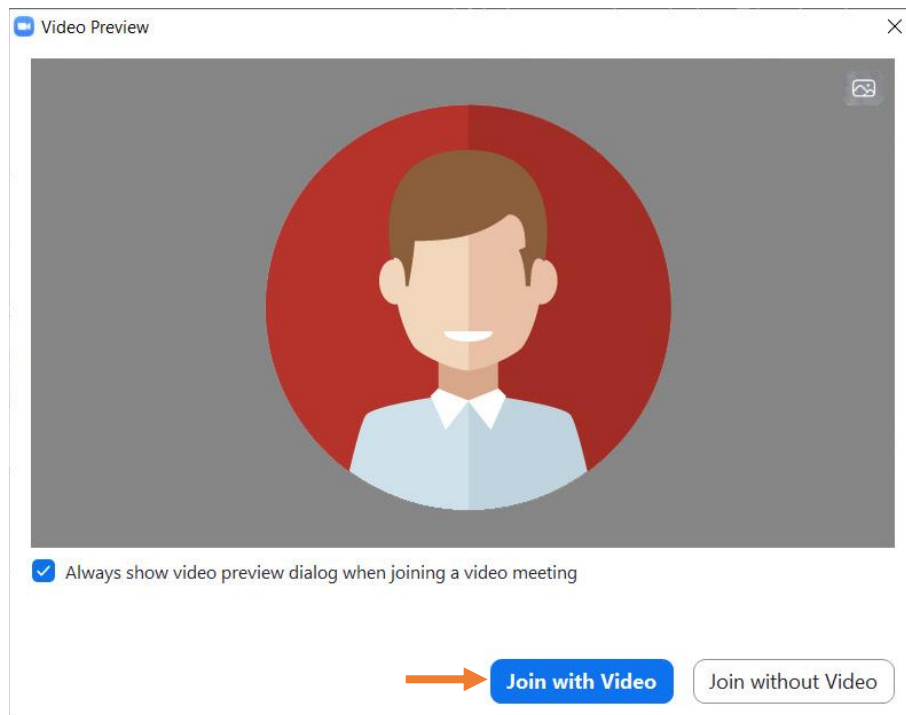 Video Preview
Always show video preview dialog when joining a video meeting
Join with Video
Join without Video